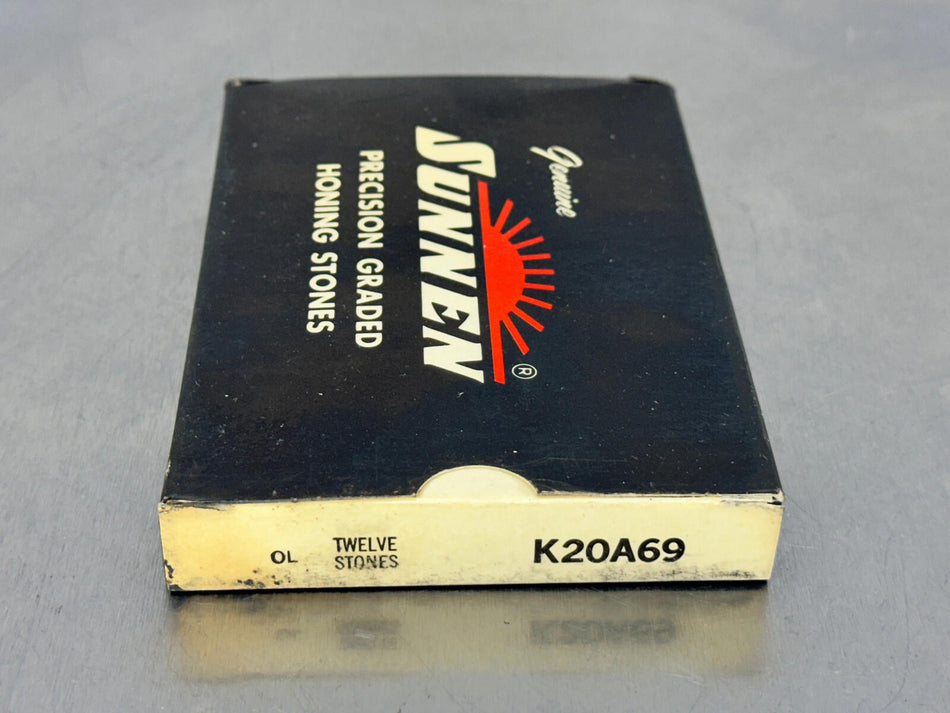 Genuine
SUNNEN®
PRECISION GRADED
HONING STONES
OL TWELVE STONES K20A69